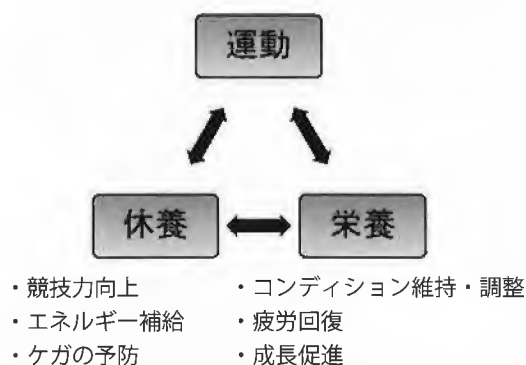 運動
休養 栄養
・競技力向上 ・コンディション維持・調整
・エネルギー補給 ・疲労回復
・ケガの予防 ・成長促進